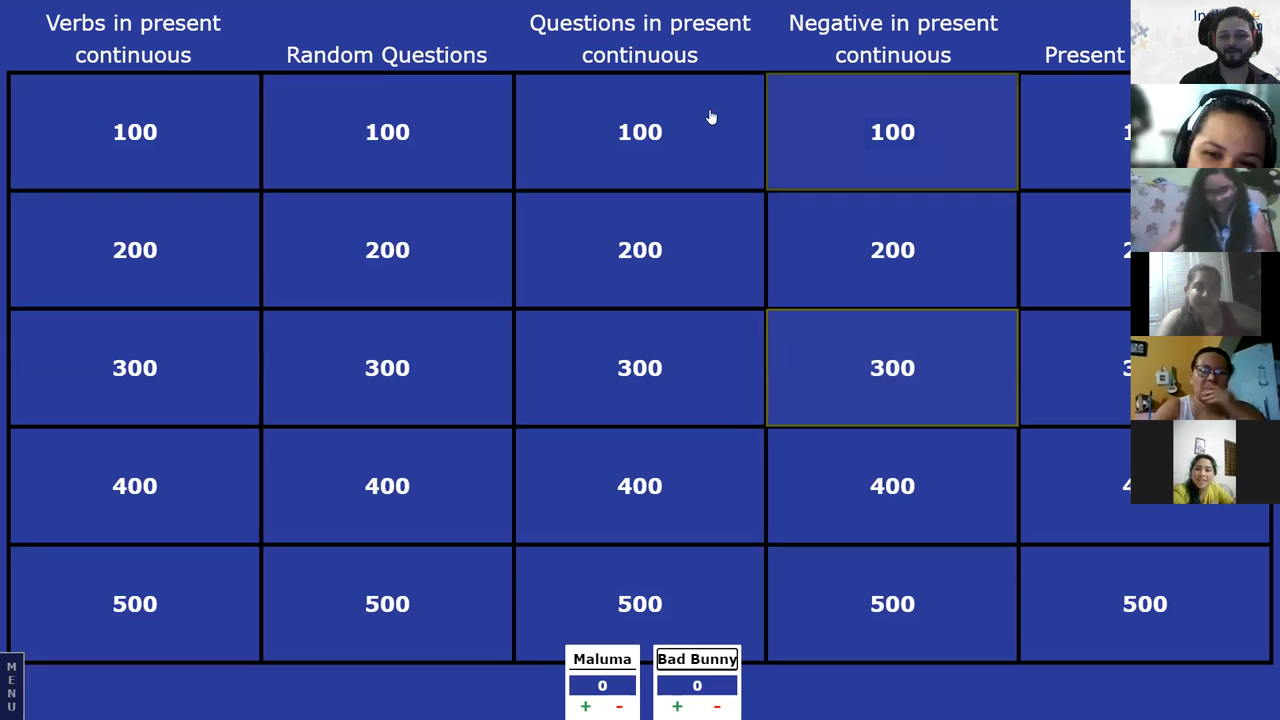 Verbs in present
continuous
Random Questions
Questions in present
continuous
Negative in present
continuous
Present
100 100 100 100
200 200 200 200
300 300 300 300
400 400 400 400
500 500 500 500 500
MENU
Maluma Bad Bunny
0 0
+ - + -